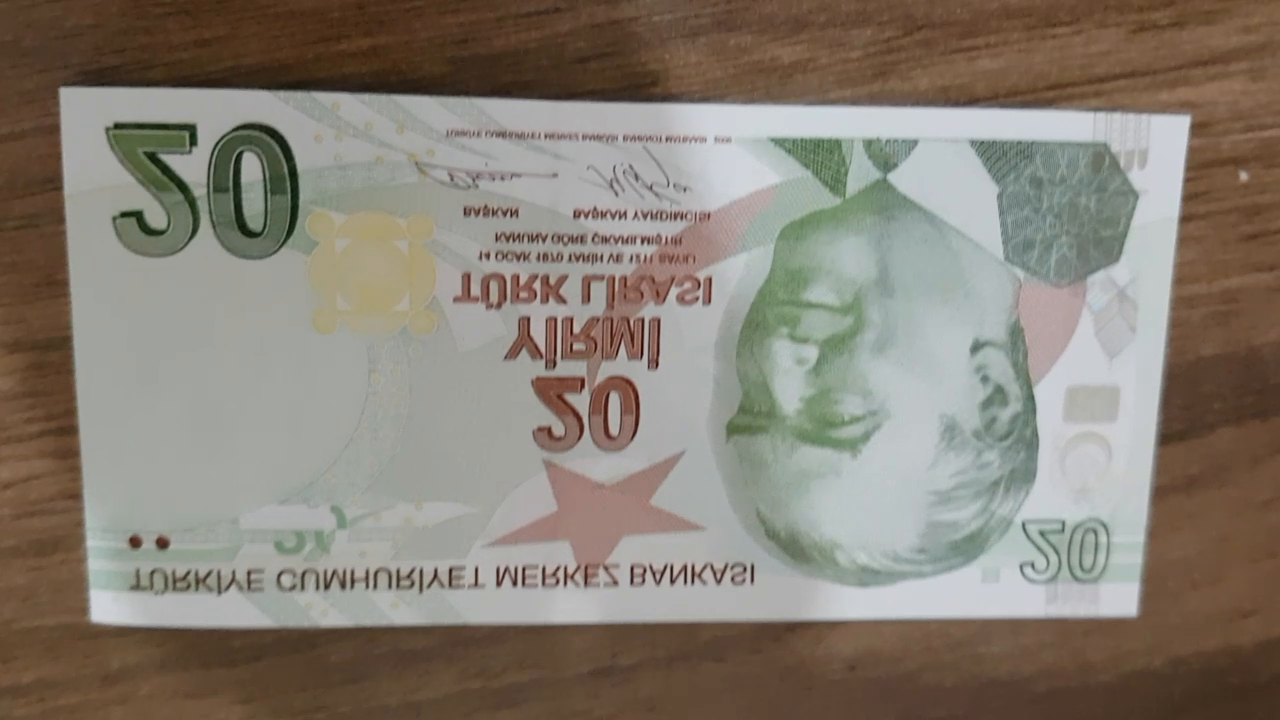 TÜRKİYE CUMHURİYET MERKEZ BANKASI
20
20
YİRMİ
TÜRK LİRASI
14 OCAK 1970 TARİH VE 1211 SAYILI
KANUNA GÖRE ÇIKARILMIŞTIR
BAŞKAN BAŞKAN YARDIMCISI
20
TÜRKİYE CUMHURİYET MERKEZ BANKASI BANKNOT MATBAASI 2009